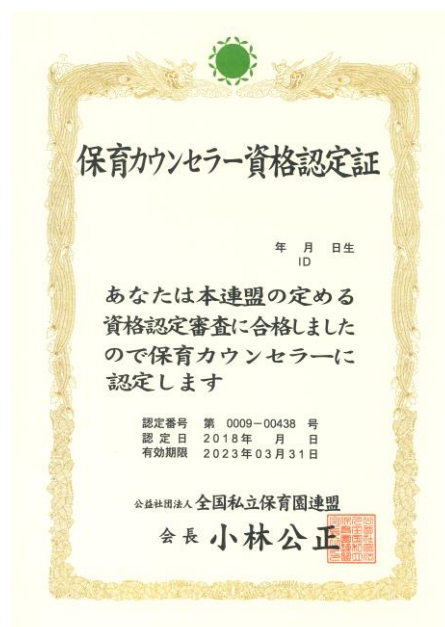 保育カウンセラー資格認定証
年 月 日生
ID
あなたは本連盟の定める
資格認定審査に合格しました
ので保育カウンセラーに
認定します
認定番号 第 0009-00438 号
認定日 2018年 月 日
有効期限 2023年03月31日
公益社団法人 全国私立保育園連盟
会長 小林公正